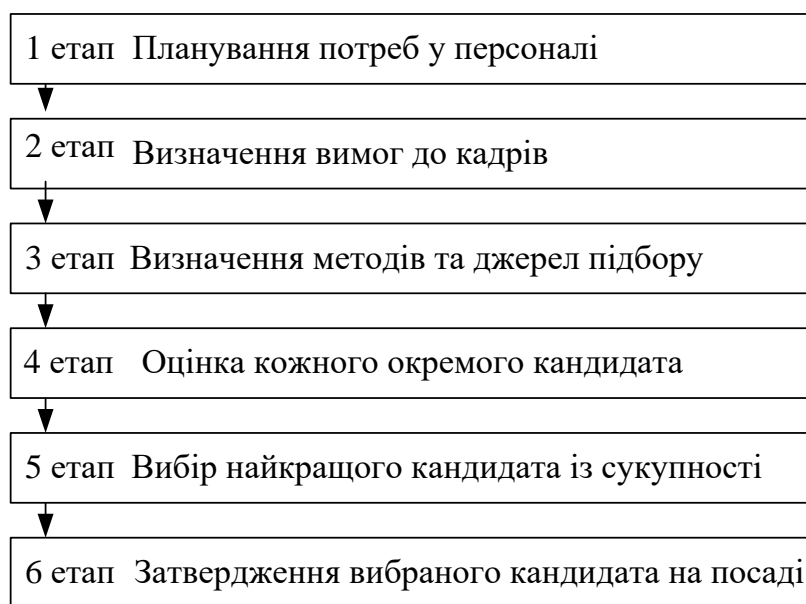 1 етап Планування потреб у персоналі
2 етап Визначення вимог до кадрів
3 етап Визначення методів та джерел підбору
4 етап Оцінка кожного окремого кандидата
5 етап Вибір найкращого кандидата із сукупності
6 етап Затвердження вибраного кандидата на посаді